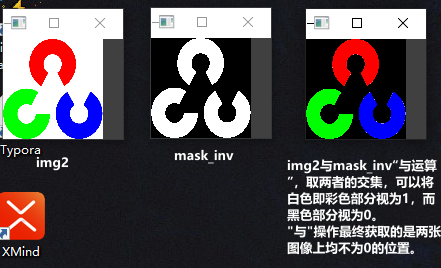 img2
mask_inv
Typora
XMind
img2与mask_inv“与运算
”，取两者的交集，可以将
白色即彩色部分视为1，而
黑色部分视为0。
"与"操作最终获取的是两张
图像上均不为0的位置。